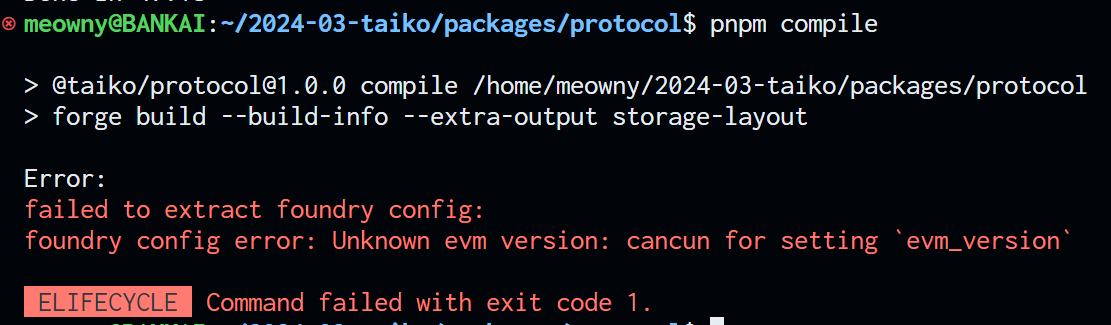 meowny@BANKAI:~/2024-03-taiko/packages/protocol$ pnpm compile
> @taiko/protocol@1.0.0 compile /home/meowny/2024-03-taiko/packages/protocol
> forge build --build-info --extra-output storage-layout
Error:
failed to extract foundry config:
foundry config error: Unknown evm version: cancun for setting `evm_version`
ELIFECYCLE  Command failed with exit code 1.